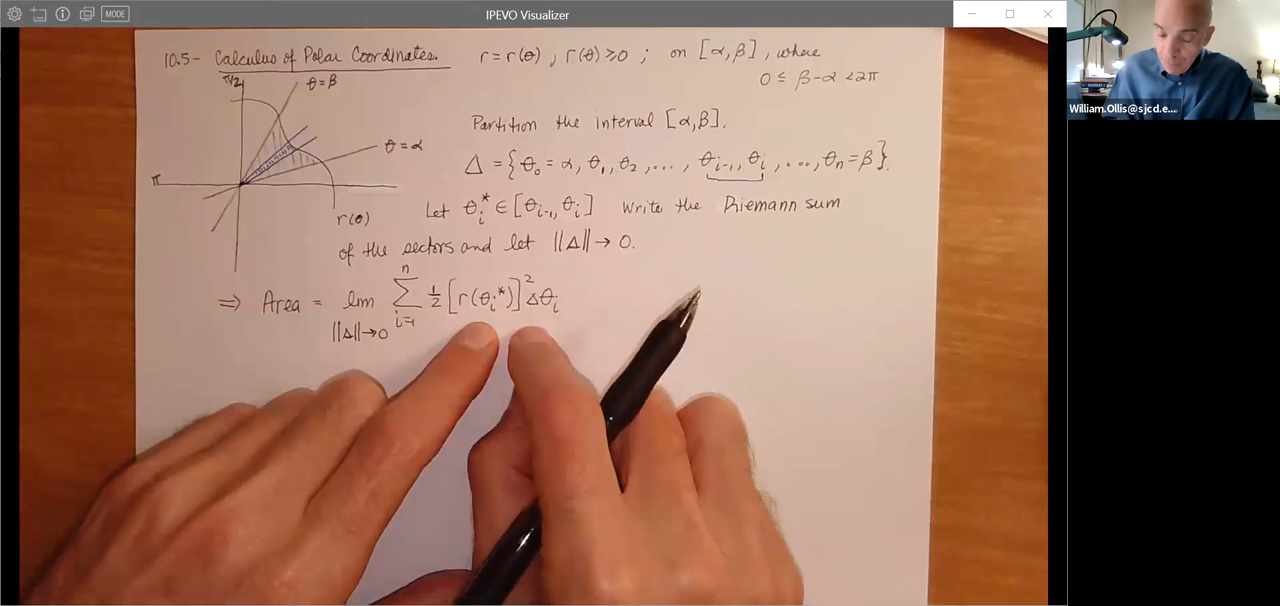 MODE
IPEVO Visualizer
10.5- Calculus of Polar Coordinates.
r = r(θ) , r(θ) ≥ 0 ; on [α,β] , where
0 ≤ β-α < 2π
π/2
θ=β
θ=α
π
r(θ)
Partition the interval [α,β].
Δ = {θ₀ = α, θ₁, θ₂ ,..., θᵢ₋₁, θᵢ ,..., θn = β}.
Let θᵢ* ∈ [θᵢ₋₁, θᵢ] Write the Riemann sum
of the sectors and let ||Δ|| → 0.
⇒ Area = lim ||Δ||→0 n Σ i=1 ½ [r(θᵢ*)]² Δθᵢ
William.Ollis@sjcd.e...